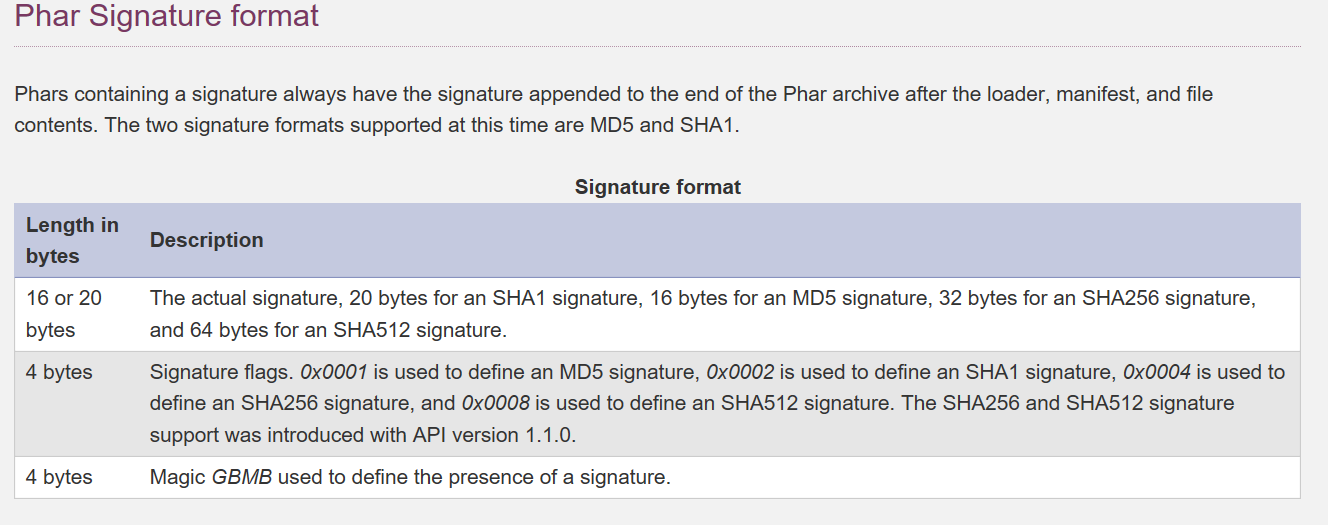 Phar Signature format
Phars containing a signature always have the signature appended to the end of the Phar archive after the loader, manifest, and file
contents. The two signature formats supported at this time are MD5 and SHA1.
Signature format
Length in
bytes
Description
16 or 20
bytes
The actual signature, 20 bytes for an SHA1 signature, 16 bytes for an MD5 signature, 32 bytes for an SHA256 signature,
and 64 bytes for an SHA512 signature.
4 bytes
Signature flags. 0x0001 is used to define an MD5 signature, 0x0002 is used to define an SHA1 signature, 0x0004 is used to
define an SHA256 signature, and 0x0008 is used to define an SHA512 signature. The SHA256 and SHA512 signature
support was introduced with API version 1.1.0.
4 bytes
Magic GBMB used to define the presence of a signature.